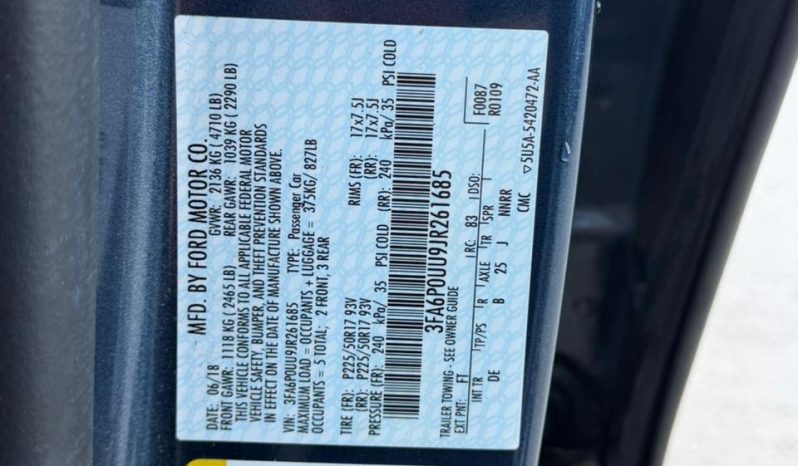 MFD. BY FORD MOTOR CO.
DATE: 06/18 GVWR: 2136 KG ( 4710 LB)
FRONT GAWR: 1118 KG ( 2465 LB) REAR GAWR: 1039 KG ( 2290 LB)
THIS VEHICLE CONFORMS TO ALL APPLICABLE FEDERAL MOTOR
VEHICLE SAFETY, BUMPER, AND THEFT PREVENTION STANDARDS
IN EFFECT ON THE DATE OF MANUFACTURE SHOWN ABOVE.
VIN: 3FA6P0UU9JR261685 TYPE: Passenger Car
MAXIMUM LOAD = OCCUPANTS + LUGGAGE = 375KG/ 827LB
OCCUPANTS = 5 TOTAL; 2 FRONT, 3 REAR
TIRE (FR): P225/50R17 93V RIMS (FR): 17x7.5J
(RR): P225/50R17 93V (RR): 17x7.5J
PRESSURE (FR): 240 kPa/ 35 PSI COLD (RR): 240 kPa/ 35 PSI COLD
3FA6P0UU9JR261685
TRAILER TOWING - SEE OWNER GUIDE F0087
EXT PNT: FT RC: 83 DSO: R0109
INT TR TP/PS R AXLE TR SPR
DE B 25 J NNRR
CMC ▽5U5A-5420472-AA